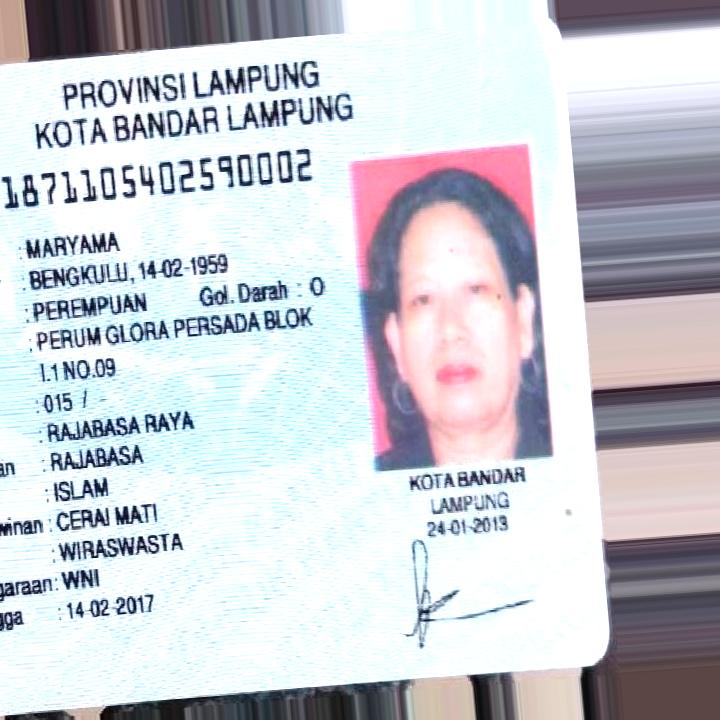 PROVINSI LAMPUNG
KOTA BANDAR LAMPUNG
1871105402590002
: MARYAMA
: BENGKULU, 14-02-1959
: PEREMPUAN Gol. Darah : O
: PERUM GLORA PERSADA BLOK
I.1 NO.09
: 015 / -
: RAJABASA RAYA
an : RAJABASA
: ISLAM
winan : CERAI MATI
: WIRASWASTA
garaan : WNI
gga : 14-02-2017
KOTA BANDAR
LAMPUNG
24-01-2013